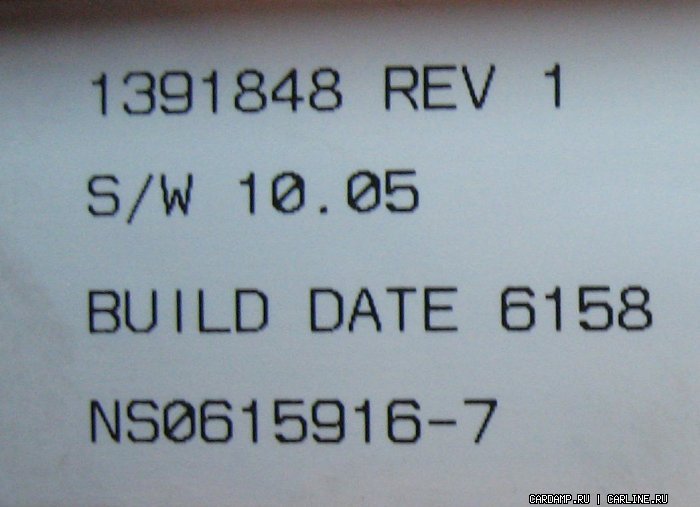 1391848 REV 1
S/W 10.05
BUILD DATE 6158
NS0615916-7
CARDAMP.RU | CARLINE.RU